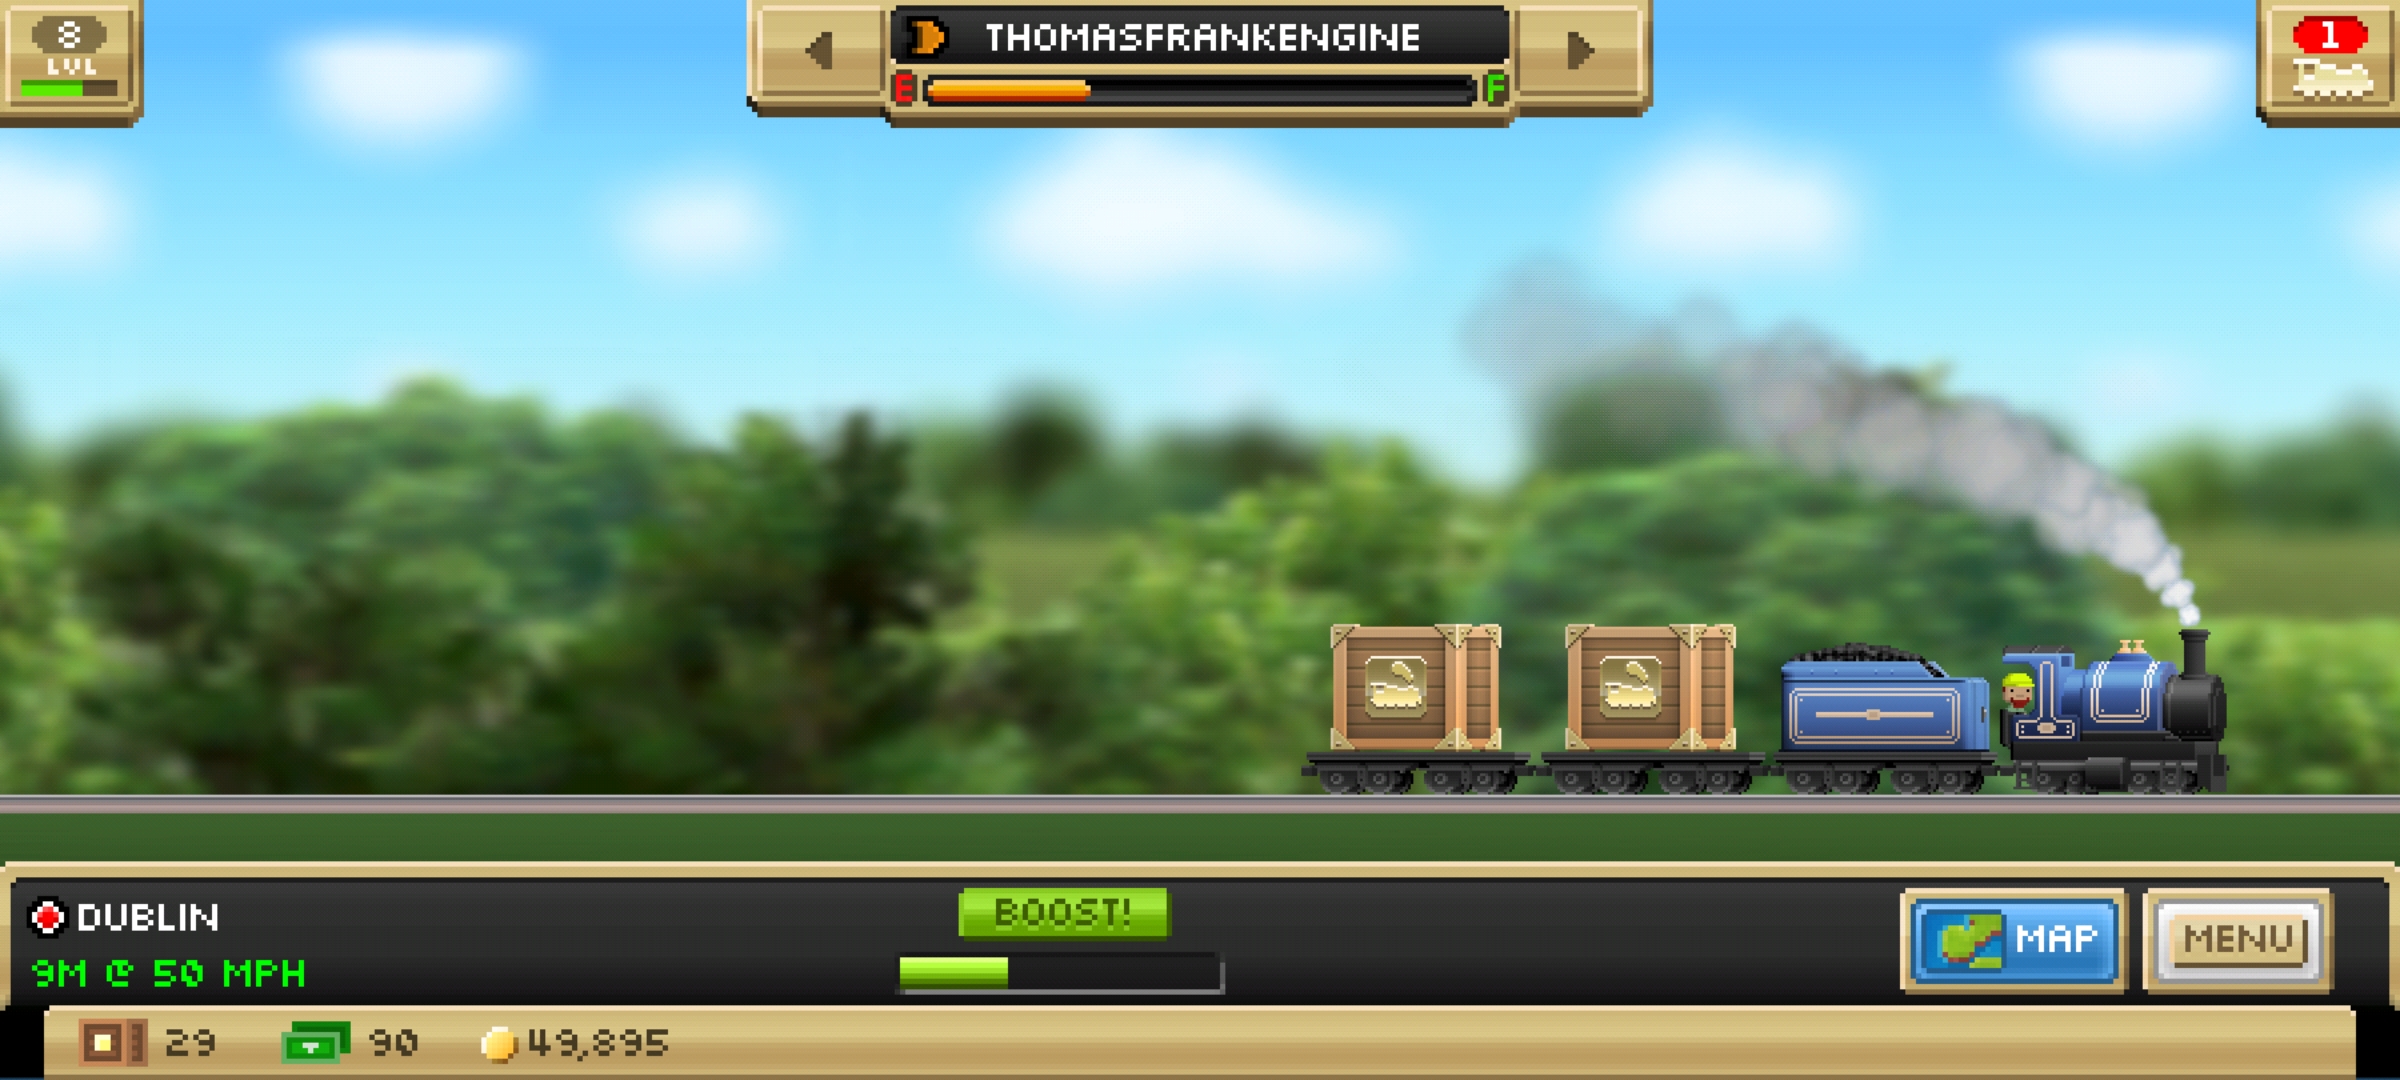 8
LVL
THOMASFRANKENGINE
E F
1
DUBLIN
9M @ 50 MPH
BOOST!
MAP
MENU
29 90 49,895